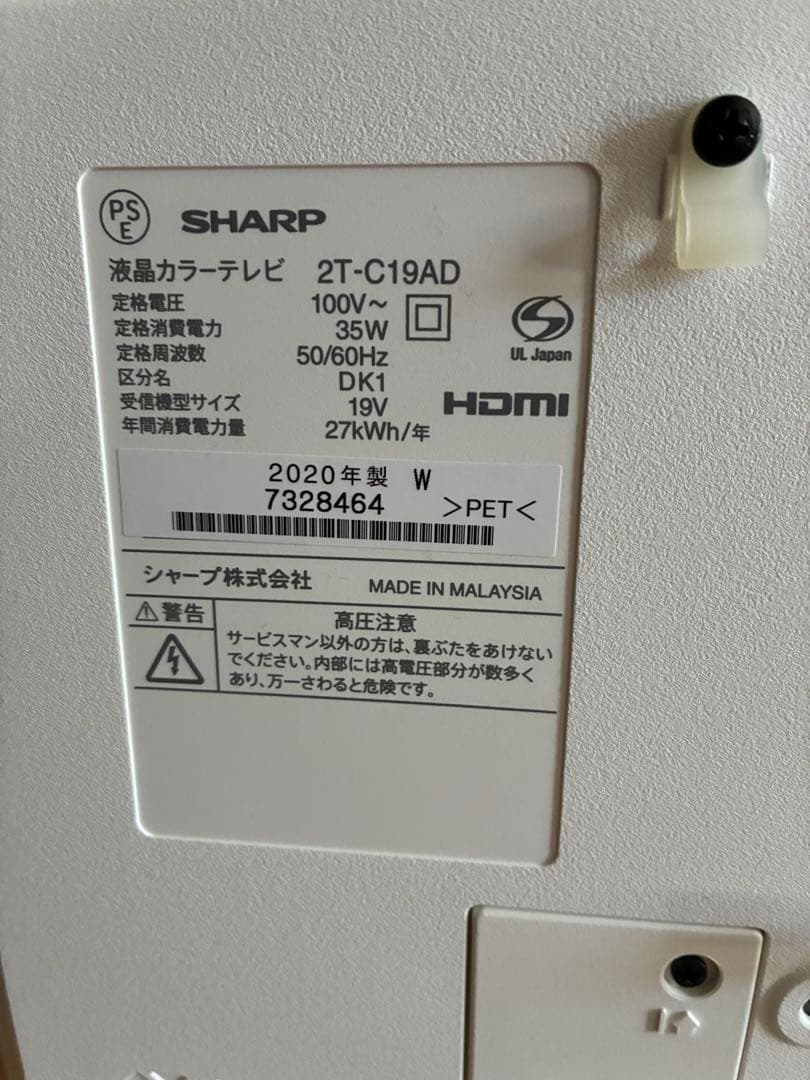 PS
E
SHARP
液晶カラーテレビ 2T-C19AD
定格電圧 100V～
定格消費電力 35W
定格周波数 50/60Hz
区分名 DK1
受信機型サイズ 19V
年間消費電力量 27kWh/年
UL Japan
HDMI
2020年製 W
7328464 >PET<
シャープ株式会社 MADE IN MALAYSIA
警告
高圧注意
サービスマン以外の方は、裏ぶたをあけない
でください。内部には高電圧部分が数多く
あり、万一さわると危険です。